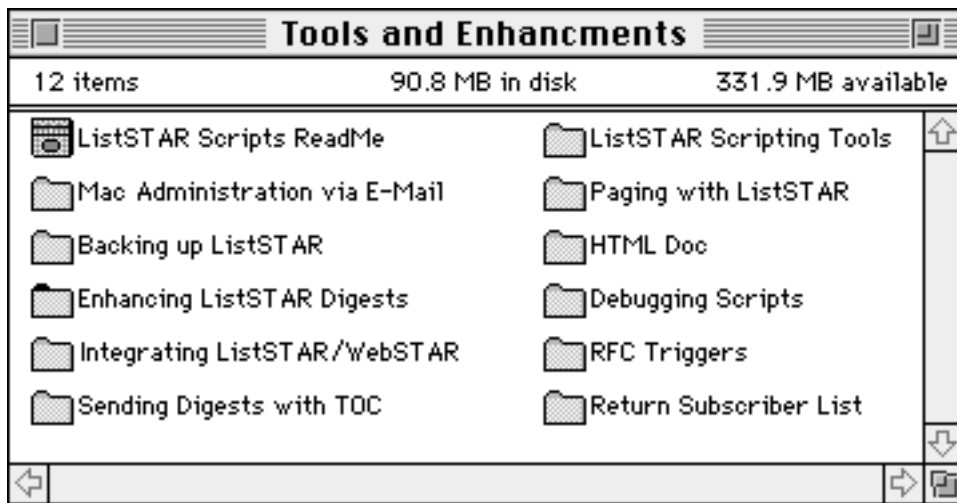 Tools and Enhancments
12 items 90.8 MB in disk 331.9 MB available
ListSTAR Scripts ReadMe ListSTAR Scripting Tools
Mac Administration via E-Mail Paging with ListSTAR
Backing up ListSTAR HTML Doc
Enhancing ListSTAR Digests Debugging Scripts
Integrating ListSTAR/WebSTAR RFC Triggers
Sending Digests with TOC Return Subscriber List